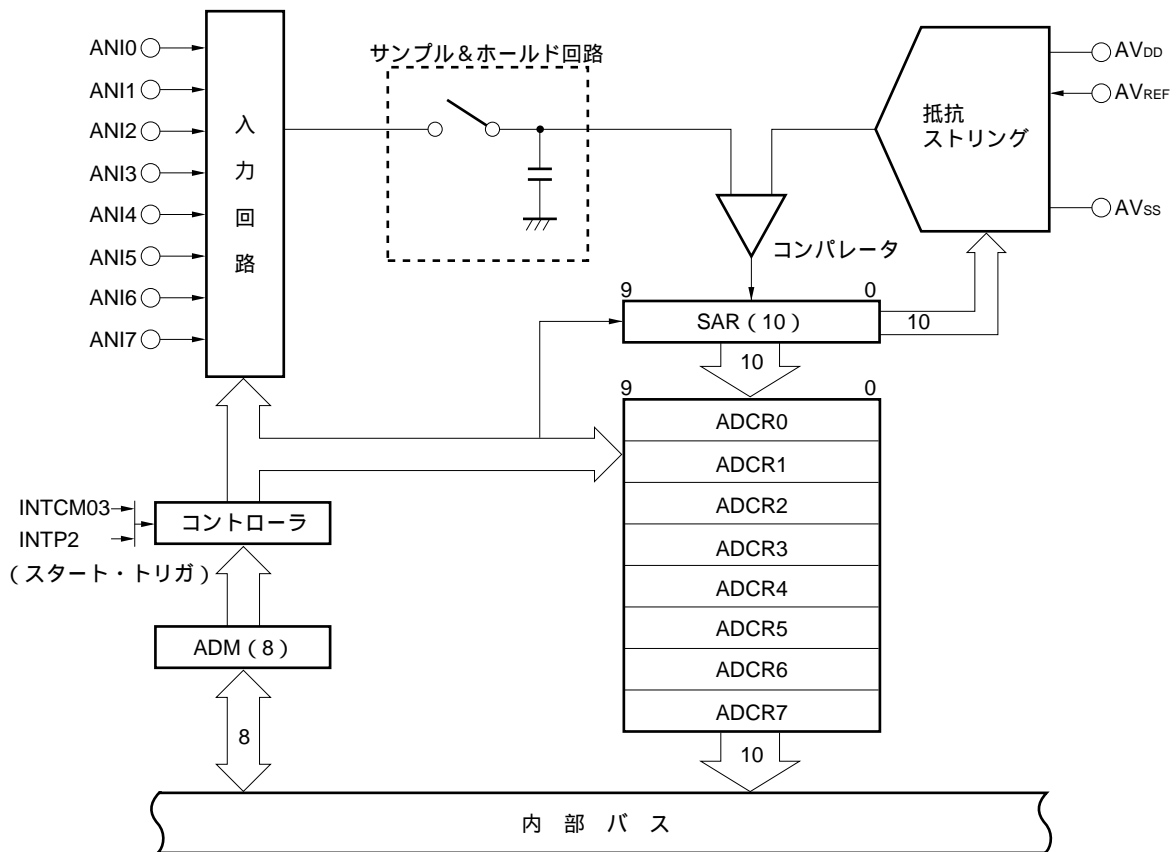 ANI0
ANI1
ANI2
ANI3
ANI4
ANI5
ANI6
ANI7
入力回路
サンプル&ホールド回路
抵抗
ストリング
AVDD
AVREF
AVSS
コンパレータ
9
0
SAR(10)
10
10
9
0
ADCR0
ADCR1
ADCR2
ADCR3
ADCR4
ADCR5
ADCR6
ADCR7
10
INTCM03
INTP2
(スタート・トリガ)
コントローラ
ADM(8)
8
内 部 バ ス